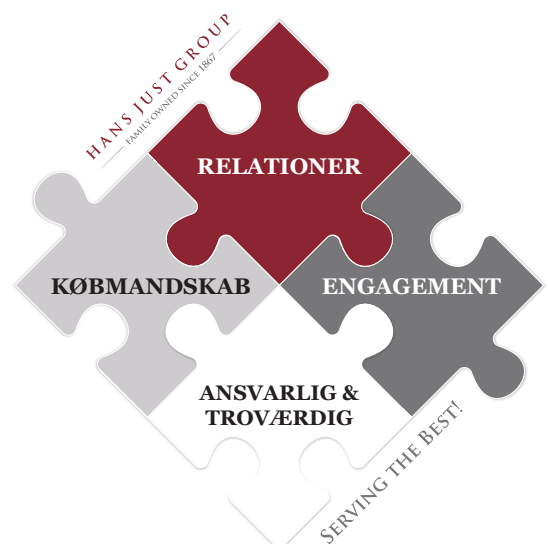 HANS JUST GROUP
FAMILY OWNED SINCE 1867
RELATIONER
KØBMANDSKAB
ENGAGEMENT
ANSVARLIG &
TROVÆRDIG
SERVING THE BEST!